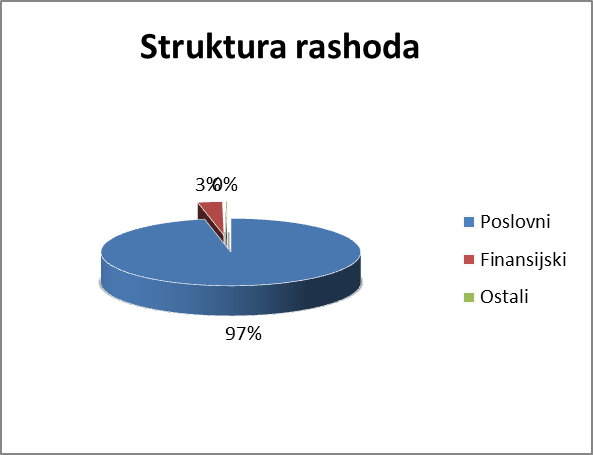 Struktura rashoda
3% 0%
Poslovni
Finansijski
Ostali
97%